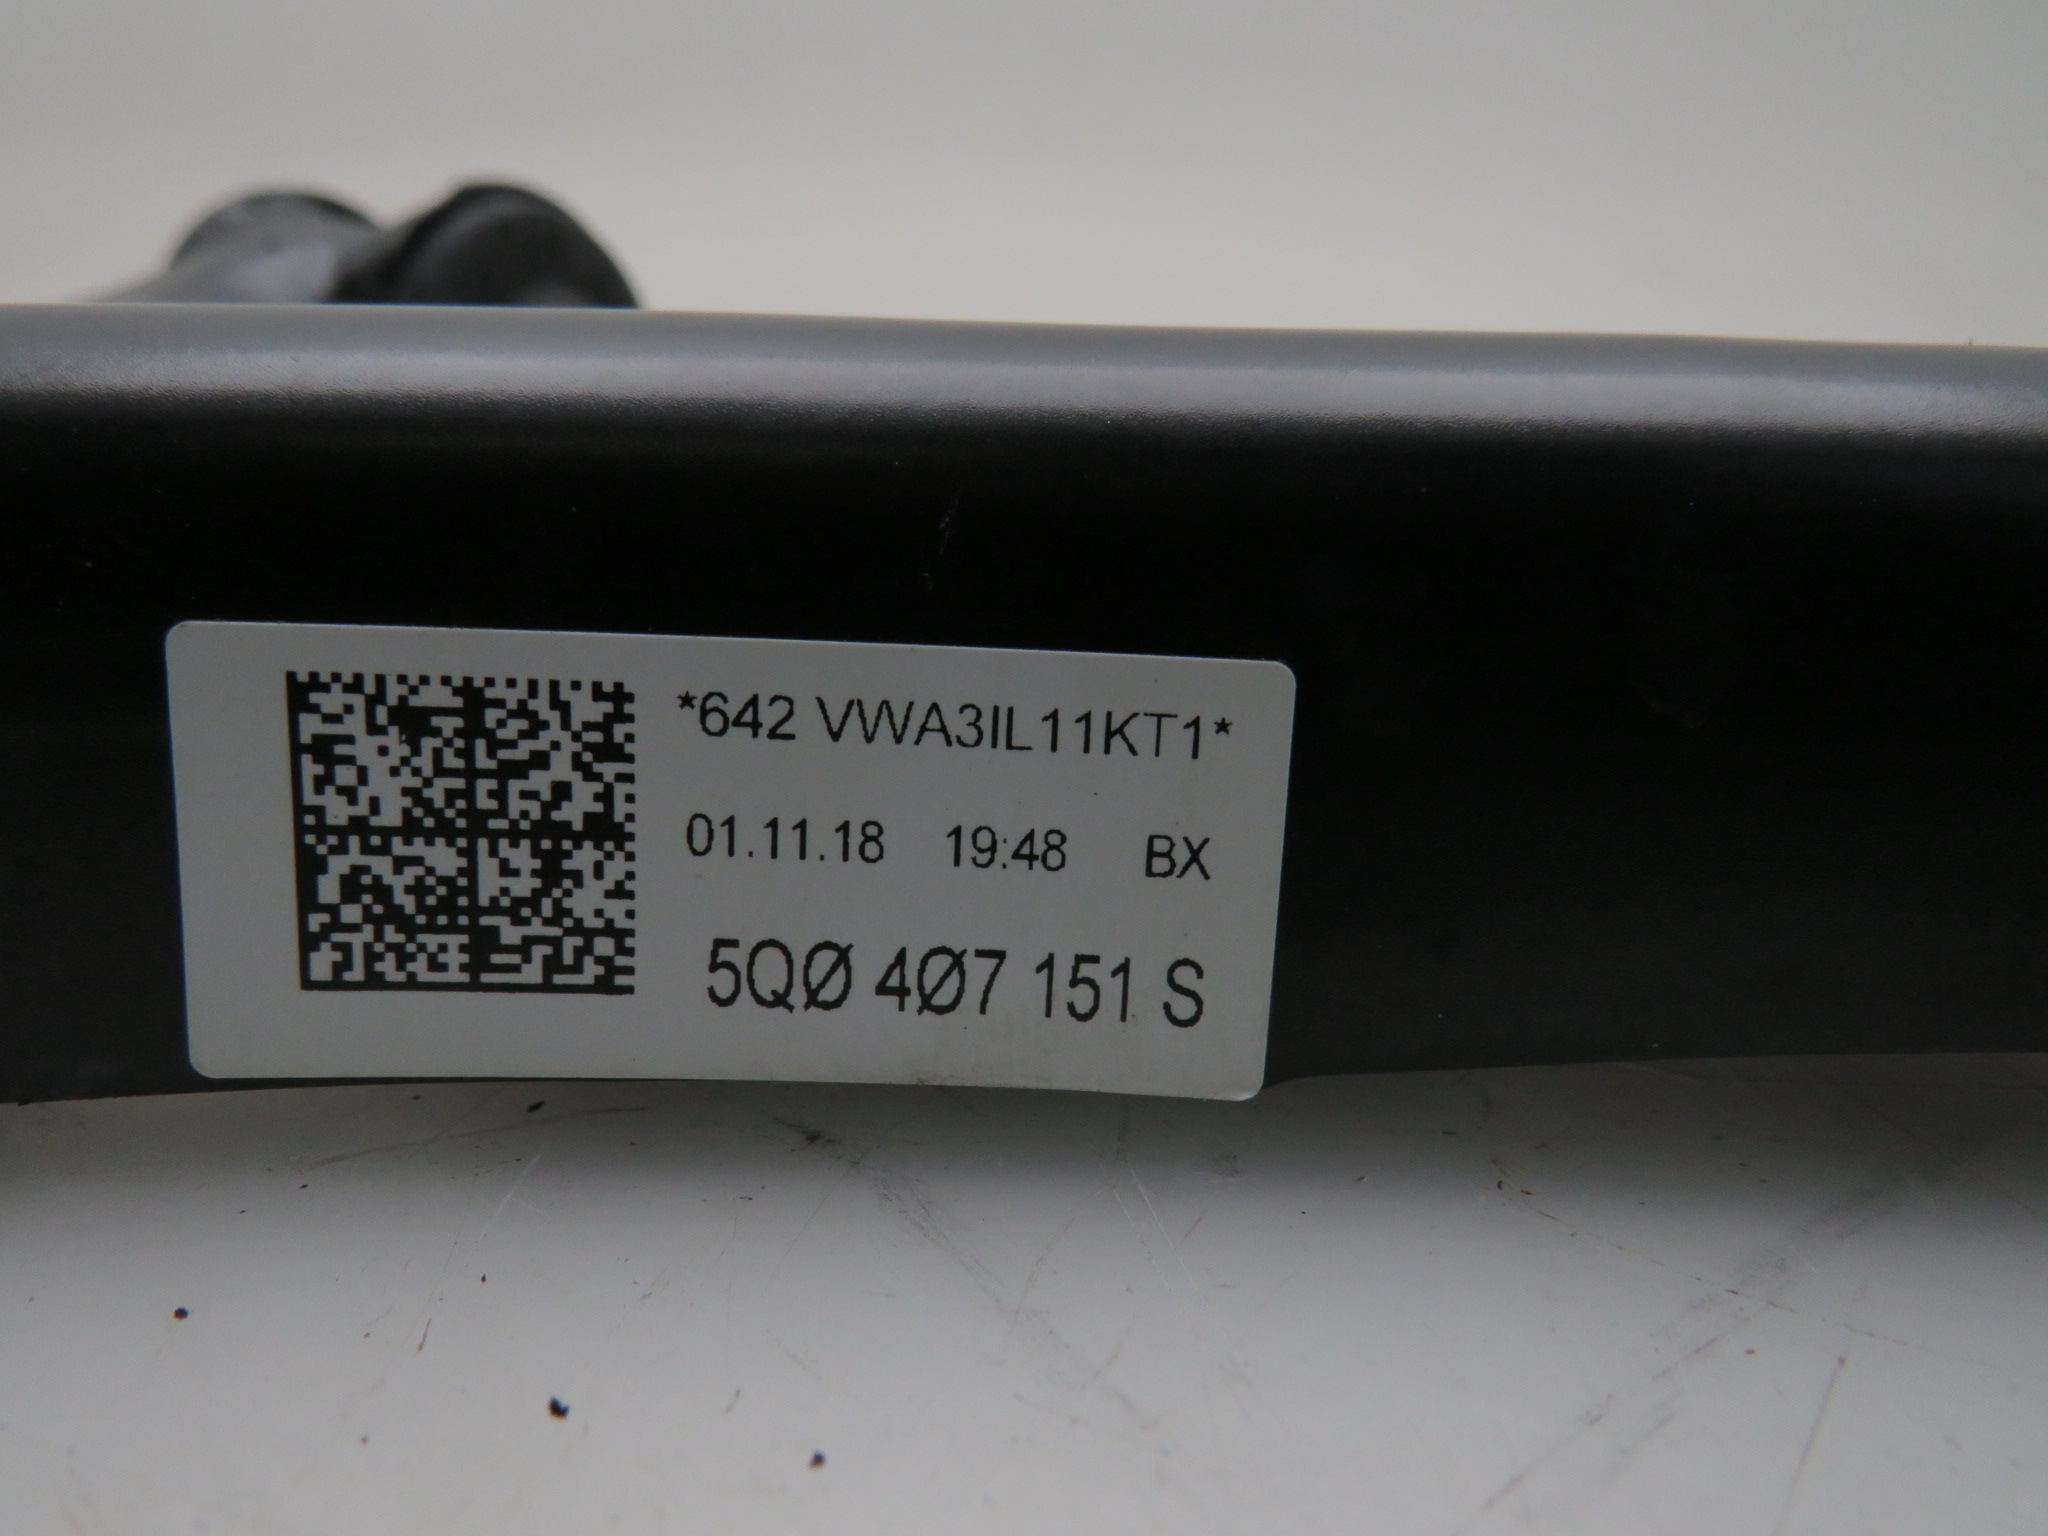 *642 VWA3IL11KT1*
01.11.18 19:48 BX
5QØ 4Ø7 151 S